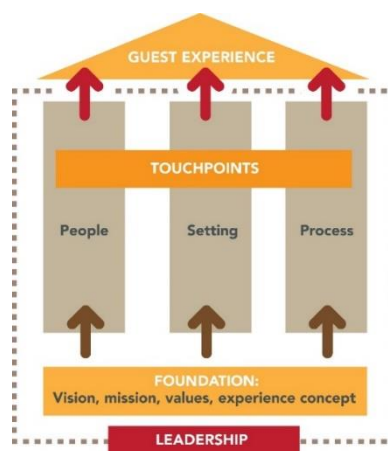 GUEST EXPERIENCE
TOUCHPOINTS
People Setting Process
FOUNDATION:
Vision, mission, values, experience concept
LEADERSHIP